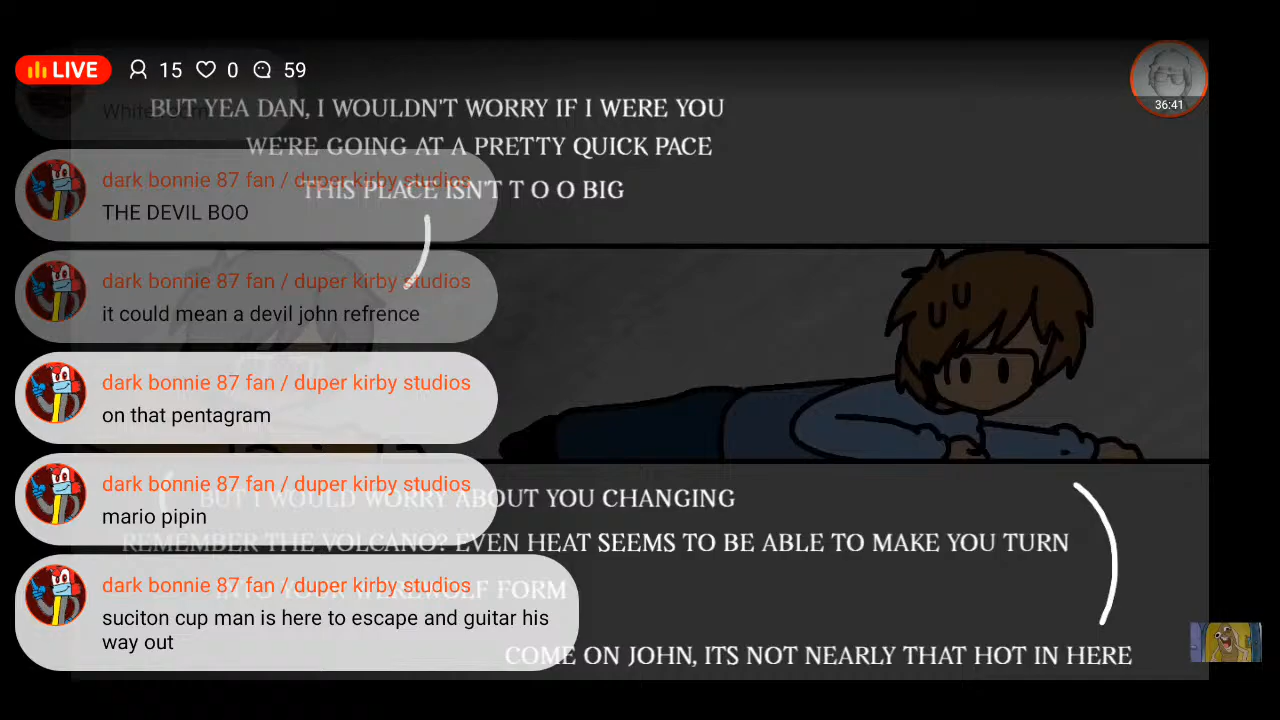 LIVE 15 0 59
36:41
BUT YEA DAN, I WOULDN'T WORRY IF I WERE YOU
WE'RE GOING AT A PRETTY QUICK PACE
THIS PLACE ISN'T T O O BIG
dark bonnie 87 fan / duper kirby studios
THE DEVIL BOO
dark bonnie 87 fan / duper kirby studios
it could mean a devil john refrence
dark bonnie 87 fan / duper kirby studios
on that pentagram
dark bonnie 87 fan / duper kirby studios
mario pipin
dark bonnie 87 fan / duper kirby studios
suciton cup man is here to escape and guitar his
way out
BUT I WOULD WORRY ABOUT YOU CHANGING
REMEMBER THE VOLCANO? EVEN HEAT SEEMS TO BE ABLE TO MAKE YOU TURN
INTO YOUR WEREWOLF FORM
COME ON JOHN, ITS NOT NEARLY THAT HOT IN HERE